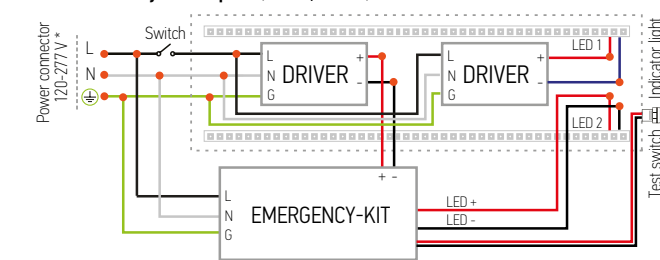 Power connector
120-277 V *
L
N
Switch
L
N
G
DRIVER
+
-
L
N
G
DRIVER
+
-
LED 1
LED 2
Indicator light
Test switch
+ -
L
N
G
EMERGENCY-KIT
LED +
LED -